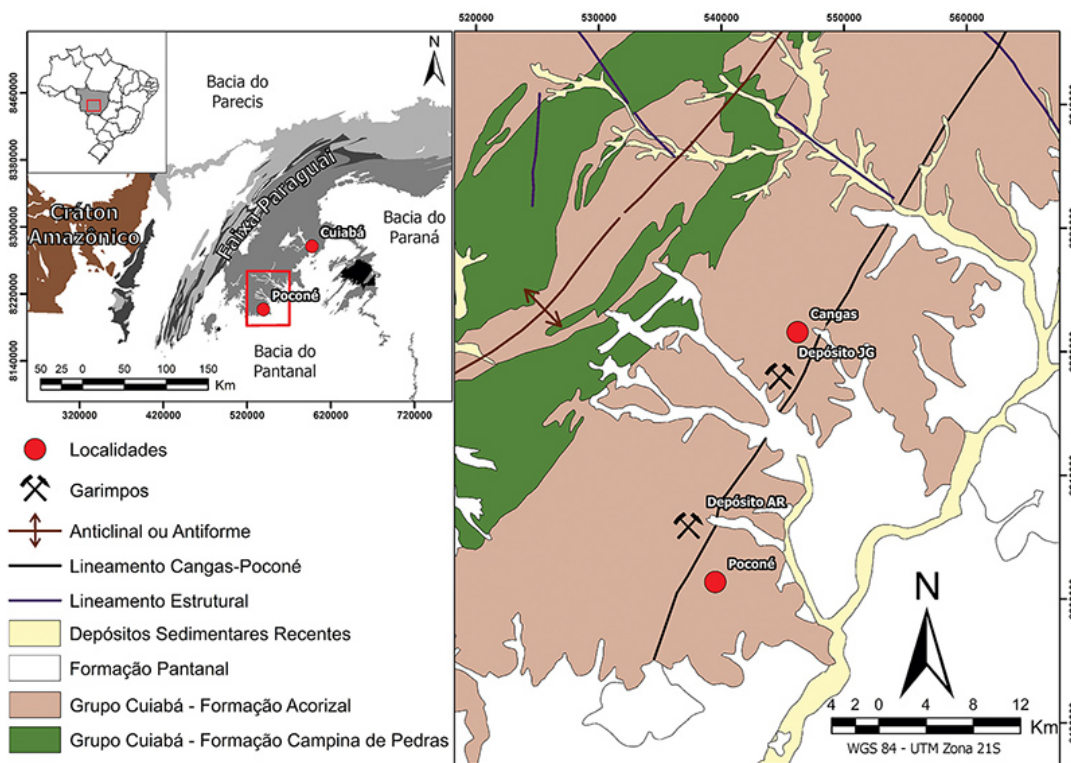 N
Bacia do
Parecis
8460000
8380000
8300000
8220000
8140000
Cráton
Amazônico
Faixa Paraguai
Cuiabá
Bacia do
Paraná
Poconé
Bacia do
Pantanal
50 25 0 50 100 150
Km
320000 420000 520000 620000 720000
Localidades
Garimpos
Anticlinal ou Antiforme
Lineamento Cangas-Poconé
Lineamento Estrutural
Depósitos Sedimentares Recentes
Formação Pantanal
Grupo Cuiabá - Formação Acorizal
Grupo Cuiabá - Formação Campina de Pedras
520000 530000 540000 550000 560000
Cangas
Depósito JG
Depósito AR
Poconé
N
4 2 0 4 8 12
Km
WGS 84 - UTM Zona 21S